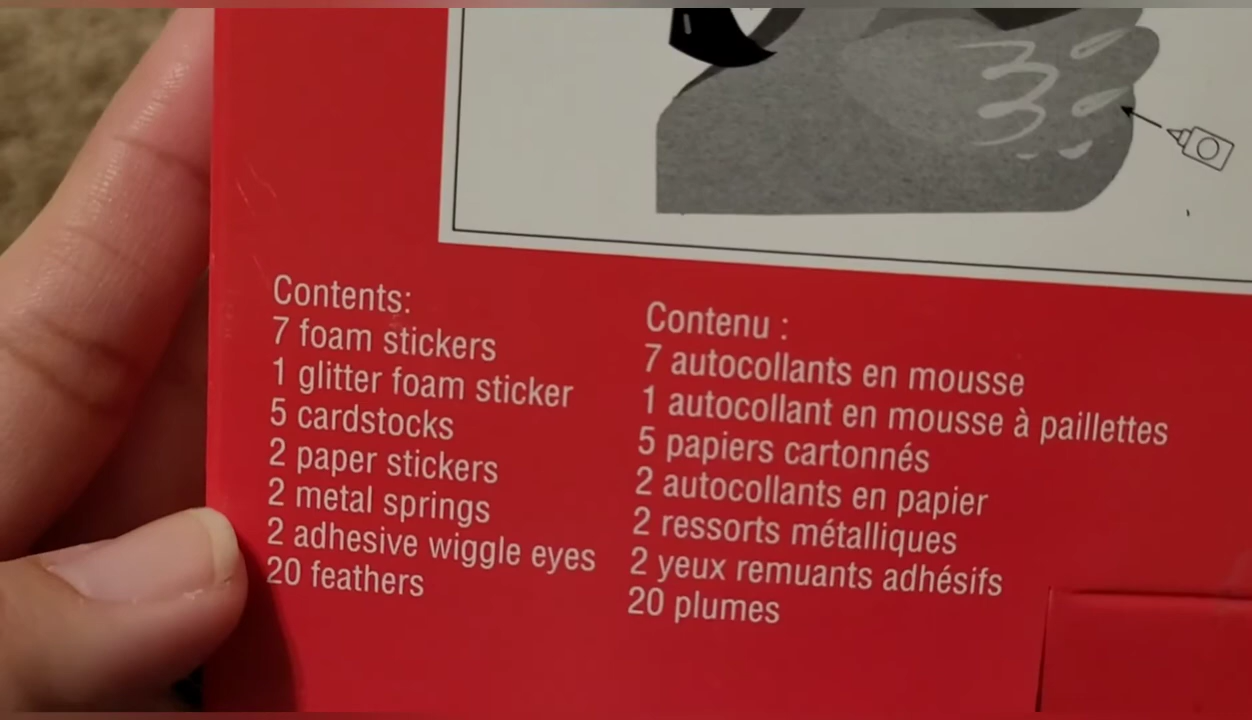 Contents:
7 foam stickers
1 glitter foam sticker
5 cardstocks
2 paper stickers
2 metal springs
2 adhesive wiggle eyes
20 feathers
Contenu :
7 autocollants en mousse
1 autocollant en mousse à paillettes
5 papiers cartonnés
2 autocollants en papier
2 ressorts métalliques
2 yeux remuants adhésifs
20 plumes